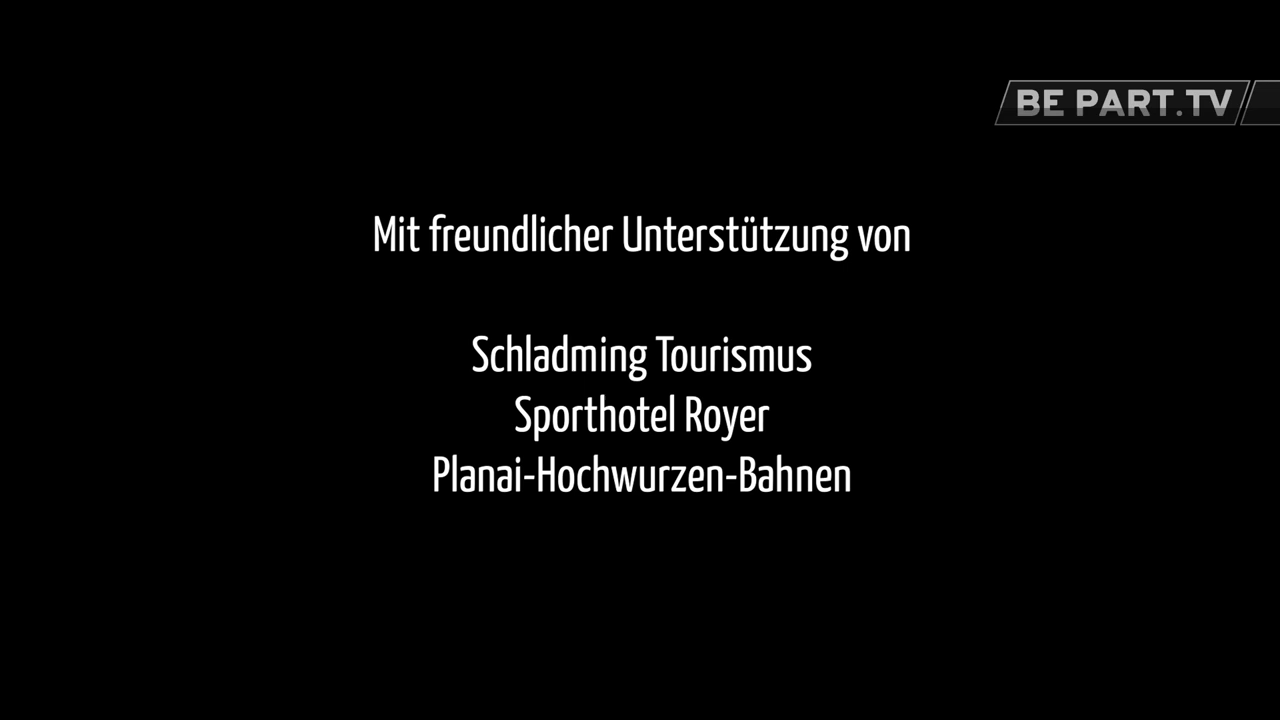 BE PART.TV
Mit freundlicher Unterstützung von
Schladming Tourismus
Sporthotel Royer
Planai-Hochwurzen-Bahnen